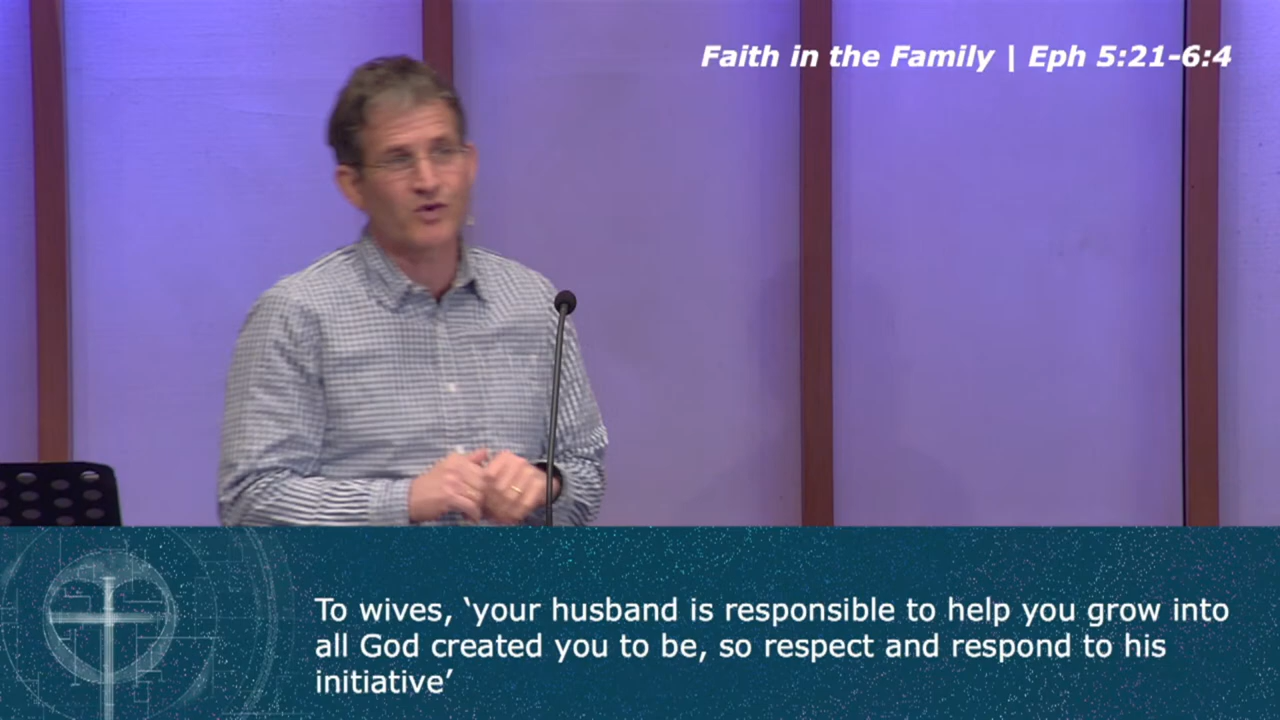 Faith in the Family | Eph 5:21-6:4
To wives, ‘your husband is responsible to help you grow into
all God created you to be, so respect and respond to his
initiative’